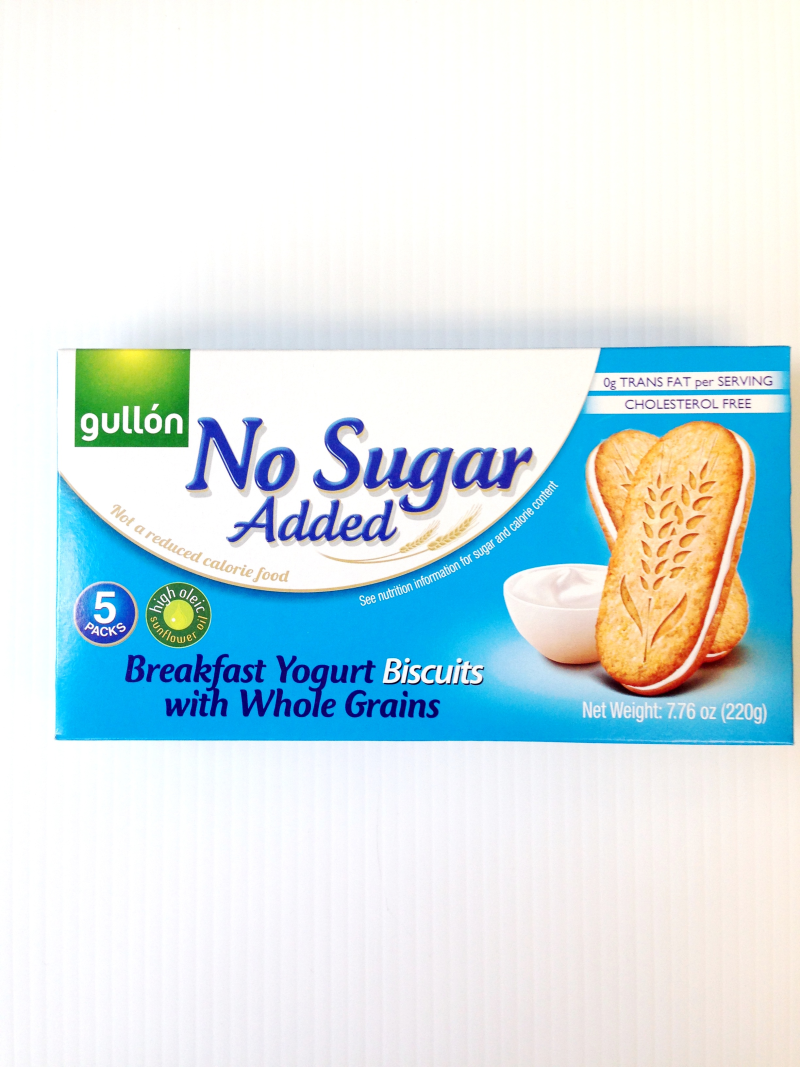 gullón
No Sugar
Added
Not a reduced calorie food
See nutrition information for sugar and calorie content
0g TRANS FAT per SERVING
CHOLESTEROL FREE
5
PACKS
high oleic
sunflower oil
Breakfast Yogurt Biscuits
with Whole Grains
Net Weight: 7.76 oz (220g)